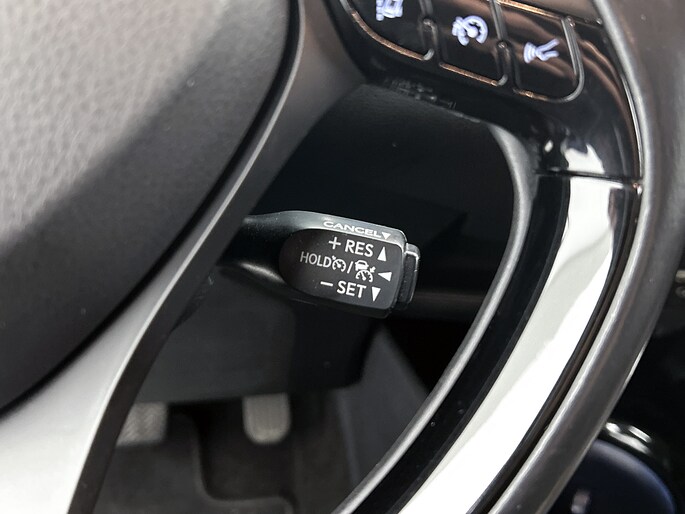 CANCEL▼
+ RES ▲
HOLD /
− SET ▼